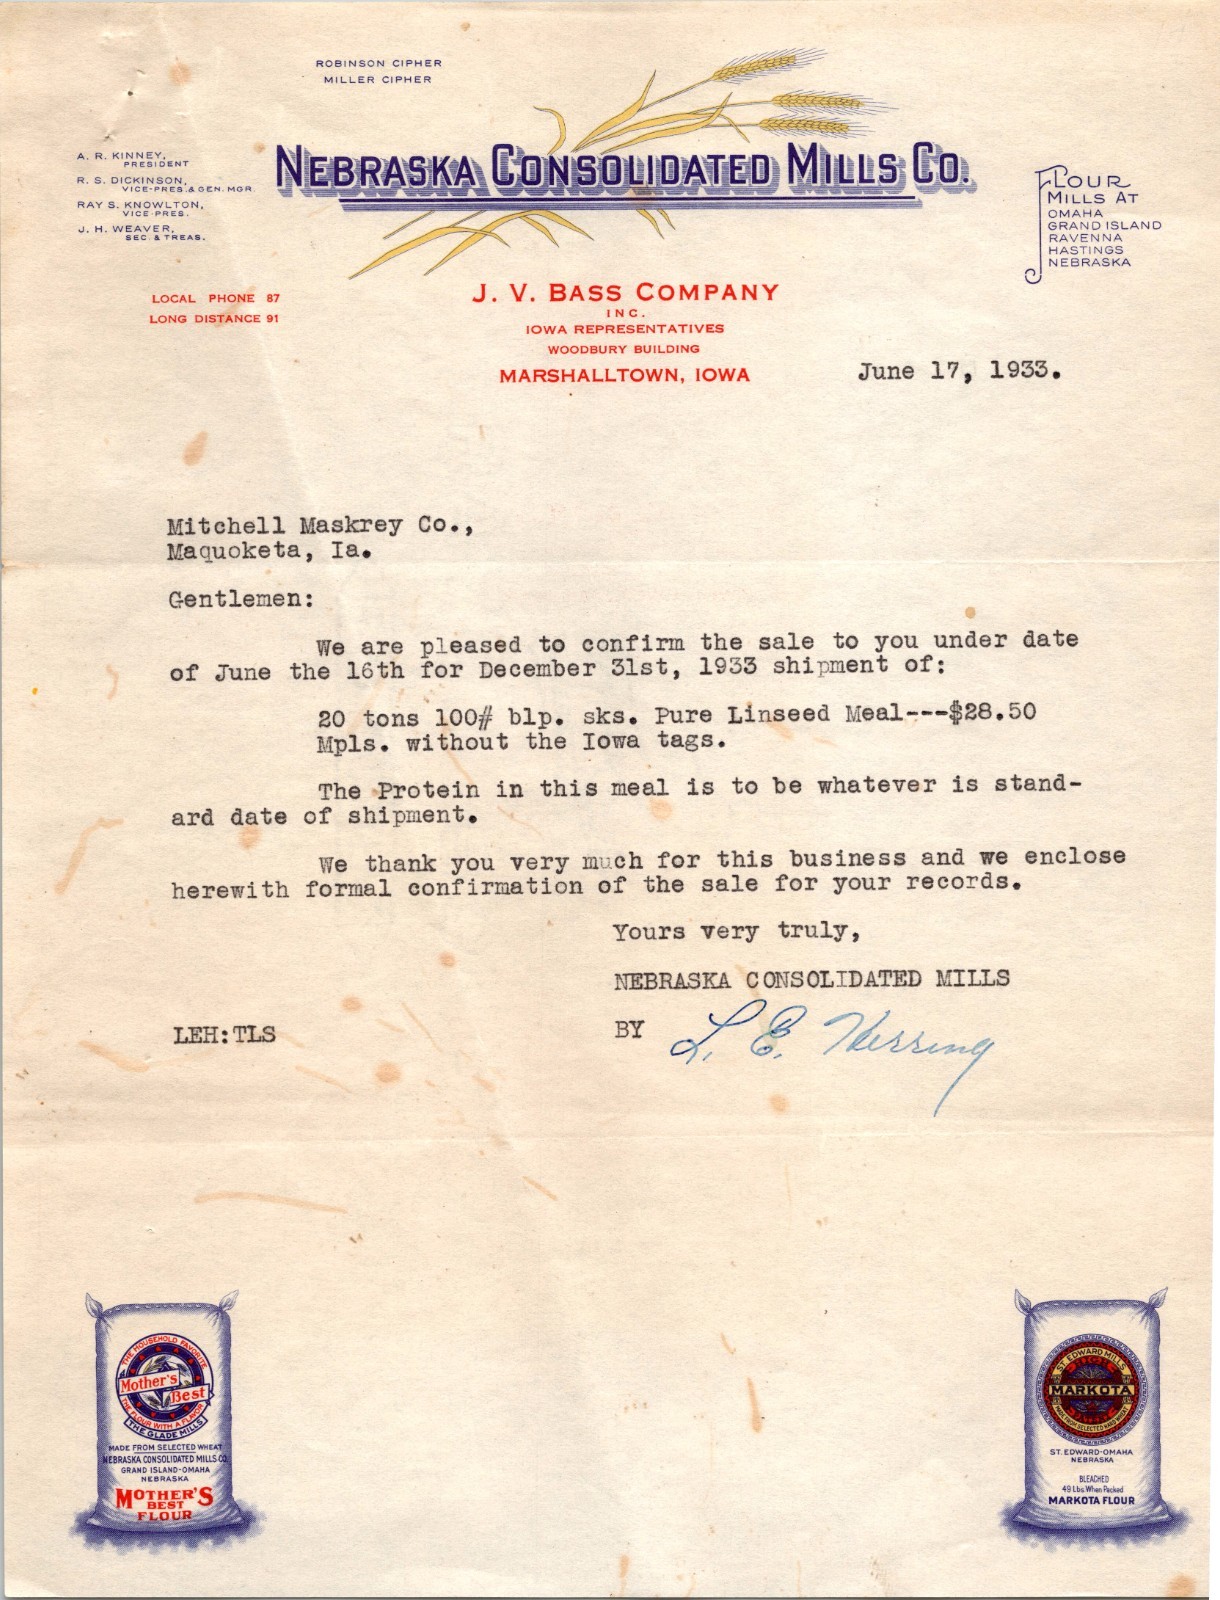 ROBINSON CIPHER
MILLER CIPHER
A. R. KINNEY,
PRESIDENT
R. S. DICKINSON,
VICE-PRES. & GEN. MGR.
RAY S. KNOWLTON,
VICE-PRES.
J. H. WEAVER,
SEC. & TREAS.
NEBRASKA CONSOLIDATED MILLS CO.
FLOUR
MILLS AT
OMAHA
GRAND ISLAND
RAVENNA
HASTINGS
NEBRASKA
LOCAL PHONE 87
LONG DISTANCE 91
J. V. BASS COMPANY
INC.
IOWA REPRESENTATIVES
WOODBURY BUILDING
MARSHALLTOWN, IOWA
June 17, 1933.
Mitchell Maskrey Co.,
Maquoketa, Ia.
Gentlemen:
We are pleased to confirm the sale to you under date
of June the 16th for December 31st, 1933 shipment of:
20 tons 100# blp. sks. Pure Linseed Meal---$28.50
Mpls. without the Iowa tags.
The Protein in this meal is to be whatever is stand-
ard date of shipment.
We thank you very much for this business and we enclose
herewith formal confirmation of the sale for your records.
Yours very truly,
NEBRASKA CONSOLIDATED MILLS
LEH:TLS
BY L. E. Herring
THE HOUSEHOLD FAVORITE
Mother's
Best
THE FLOUR WITH A FLAVOR
THE GLADE MILLS
MADE FROM SELECTED WHEAT
NEBRASKA CONSOLIDATED MILLS CO.
GRAND ISLAND-OMAHA
NEBRASKA
MOTHER'S
BEST
FLOUR
ST. EDWARD MILLS
HIGH
MARKOTA
PATENT
MADE FROM SELECTED HARD WHEAT
ST. EDWARD-OMAHA
NEBRASKA
BLEACHED
49 Lbs. When Packed
MARKOTA FLOUR